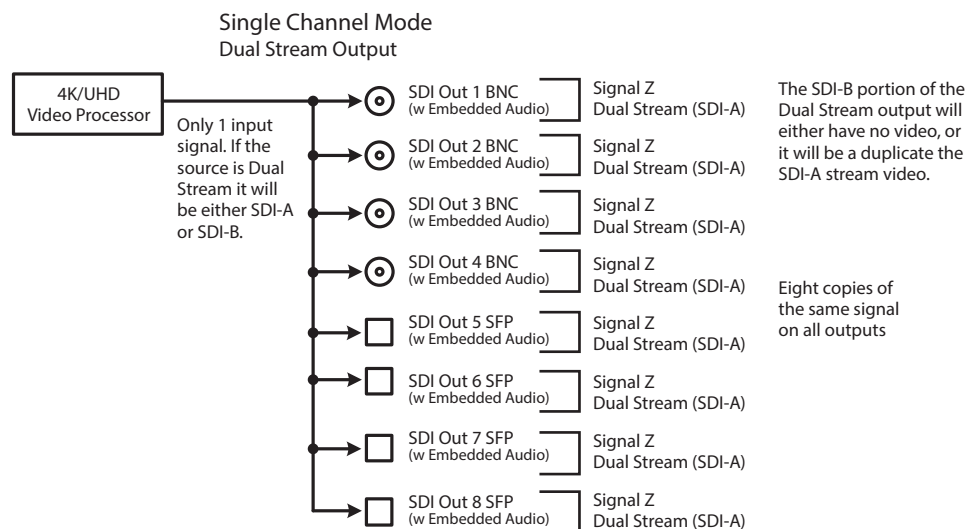 Single Channel Mode
Dual Stream Output
4K/UHD
Video Processor
Only 1 input
signal. If the
source is Dual
Stream it will
be either SDI-A
or SDI-B.
SDI Out 1 BNC
(w Embedded Audio)
Signal Z
Dual Stream (SDI-A)
SDI Out 2 BNC
(w Embedded Audio)
Signal Z
Dual Stream (SDI-A)
SDI Out 3 BNC
(w Embedded Audio)
Signal Z
Dual Stream (SDI-A)
SDI Out 4 BNC
(w Embedded Audio)
Signal Z
Dual Stream (SDI-A)
SDI Out 5 SFP
(w Embedded Audio)
Signal Z
Dual Stream (SDI-A)
SDI Out 6 SFP
(w Embedded Audio)
Signal Z
Dual Stream (SDI-A)
SDI Out 7 SFP
(w Embedded Audio)
Signal Z
Dual Stream (SDI-A)
SDI Out 8 SFP
(w Embedded Audio)
Signal Z
Dual Stream (SDI-A)
The SDI-B portion of the
Dual Stream output will
either have no video, or
it will be a duplicate the
SDI-A stream video.
Eight copies of
the same signal
on all outputs